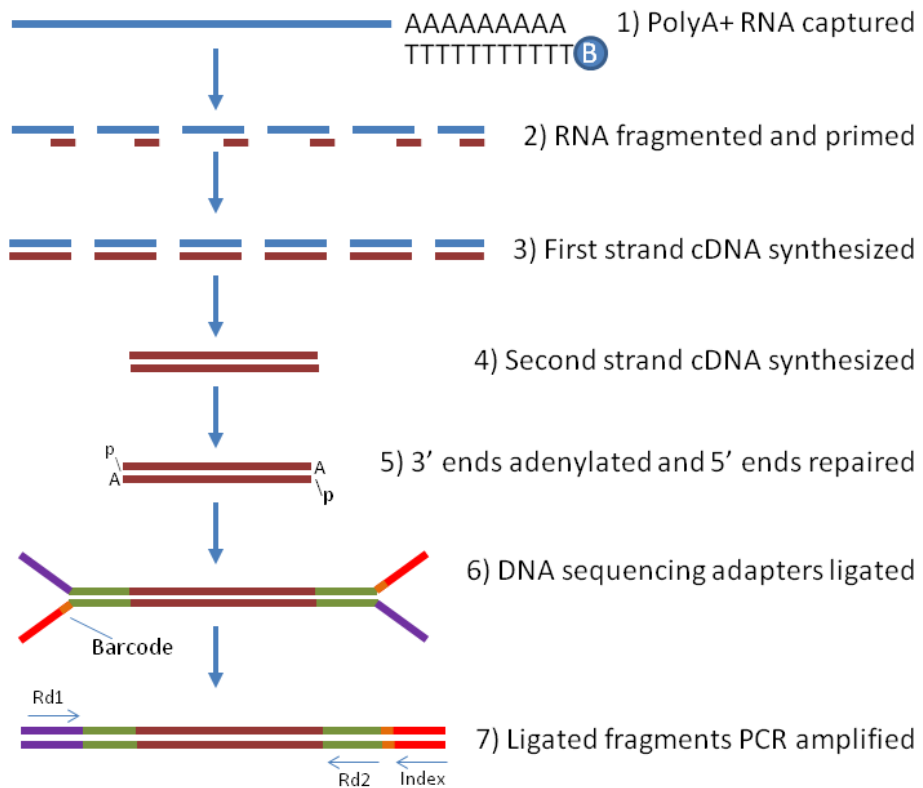 AAAAAAAAA
1) PolyA+ RNA captured
TTTTTTTTTTT B
2) RNA fragmented and primed
3) First strand cDNA synthesized
4) Second strand cDNA synthesized
p
5) 3’ ends adenylated and 5’ ends repaired
A
A
p
6) DNA sequencing adapters ligated
Barcode
Rd1
7) Ligated fragments PCR amplified
Rd2
Index